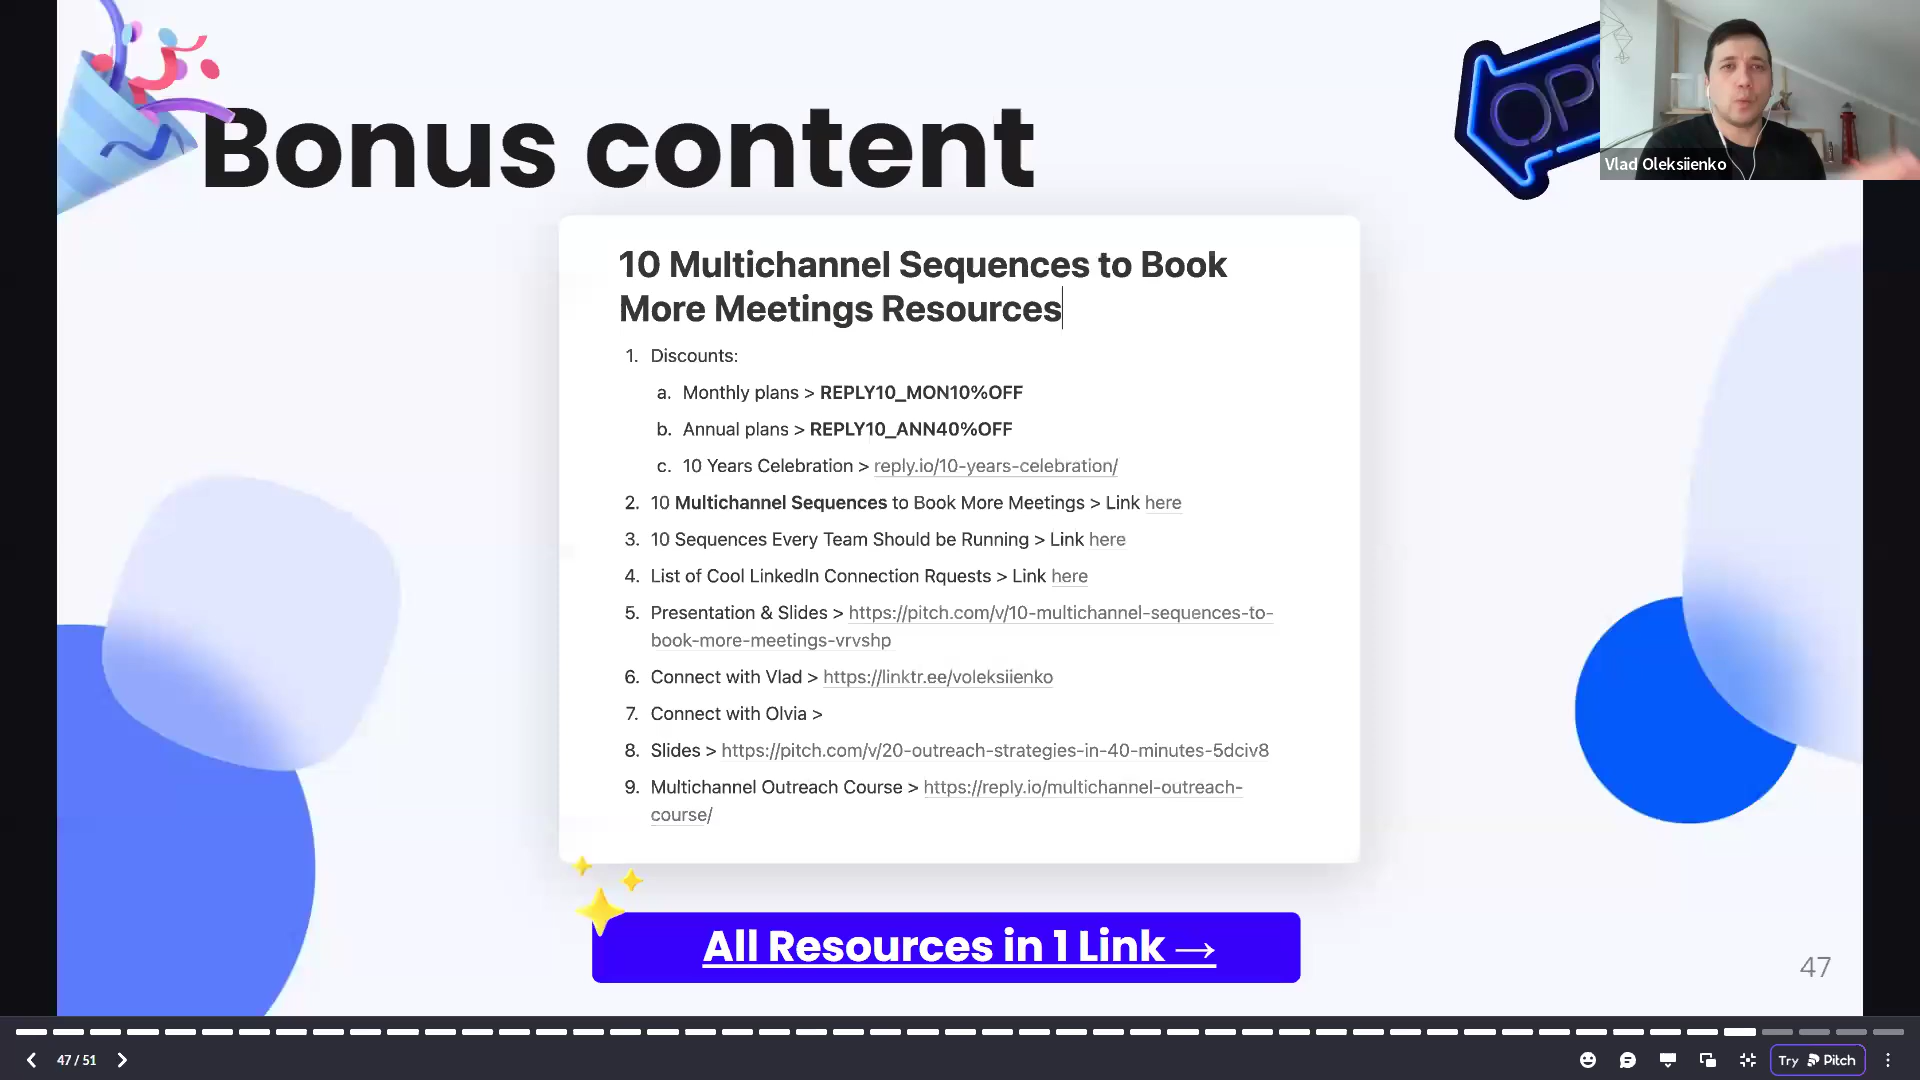 Bonus content
OP
Vlad Oleksiienko
10 Multichannel Sequences to Book
More Meetings Resources
1. Discounts:
a. Monthly plans > REPLY10_MON10%OFF
b. Annual plans > REPLY10_ANN40%OFF
c. 10 Years Celebration > reply.io/10-years-celebration/
2. 10 Multichannel Sequences to Book More Meetings > Link here
3. 10 Sequences Every Team Should be Running > Link here
4. List of Cool LinkedIn Connection Rquests > Link here
5. Presentation & Slides > https://pitch.com/v/10-multichannel-sequences-to-
book-more-meetings-vrvshp
6. Connect with Vlad > https://linktr.ee/voleksiienko
7. Connect with Olvia >
8. Slides > https://pitch.com/v/20-outreach-strategies-in-40-minutes-5dciv8
9. Multichannel Outreach Course > https://reply.io/multichannel-outreach-
course/
All Resources in 1 Link →
47
47 / 51
Try Pitch